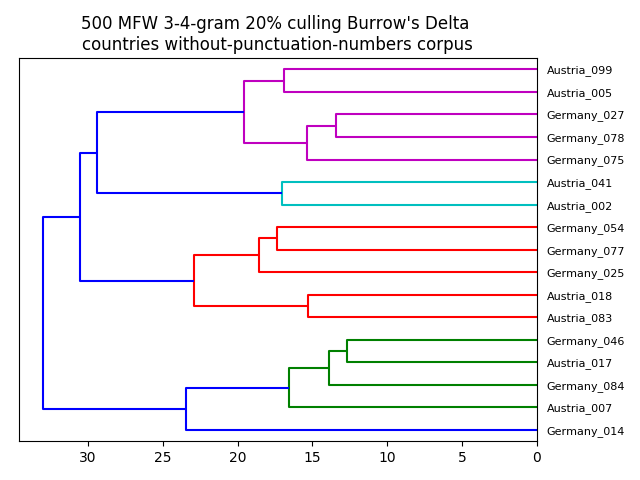 500 MFW 3-4-gram 20% culling Burrow's Delta
countries without-punctuation-numbers corpus
Austria_099
Austria_005
Germany_027
Germany_078
Germany_075
Austria_041
Austria_002
Germany_054
Germany_077
Germany_025
Austria_018
Austria_083
Germany_046
Austria_017
Germany_084
Austria_007
Germany_014
30 25 20 15 10 5 0